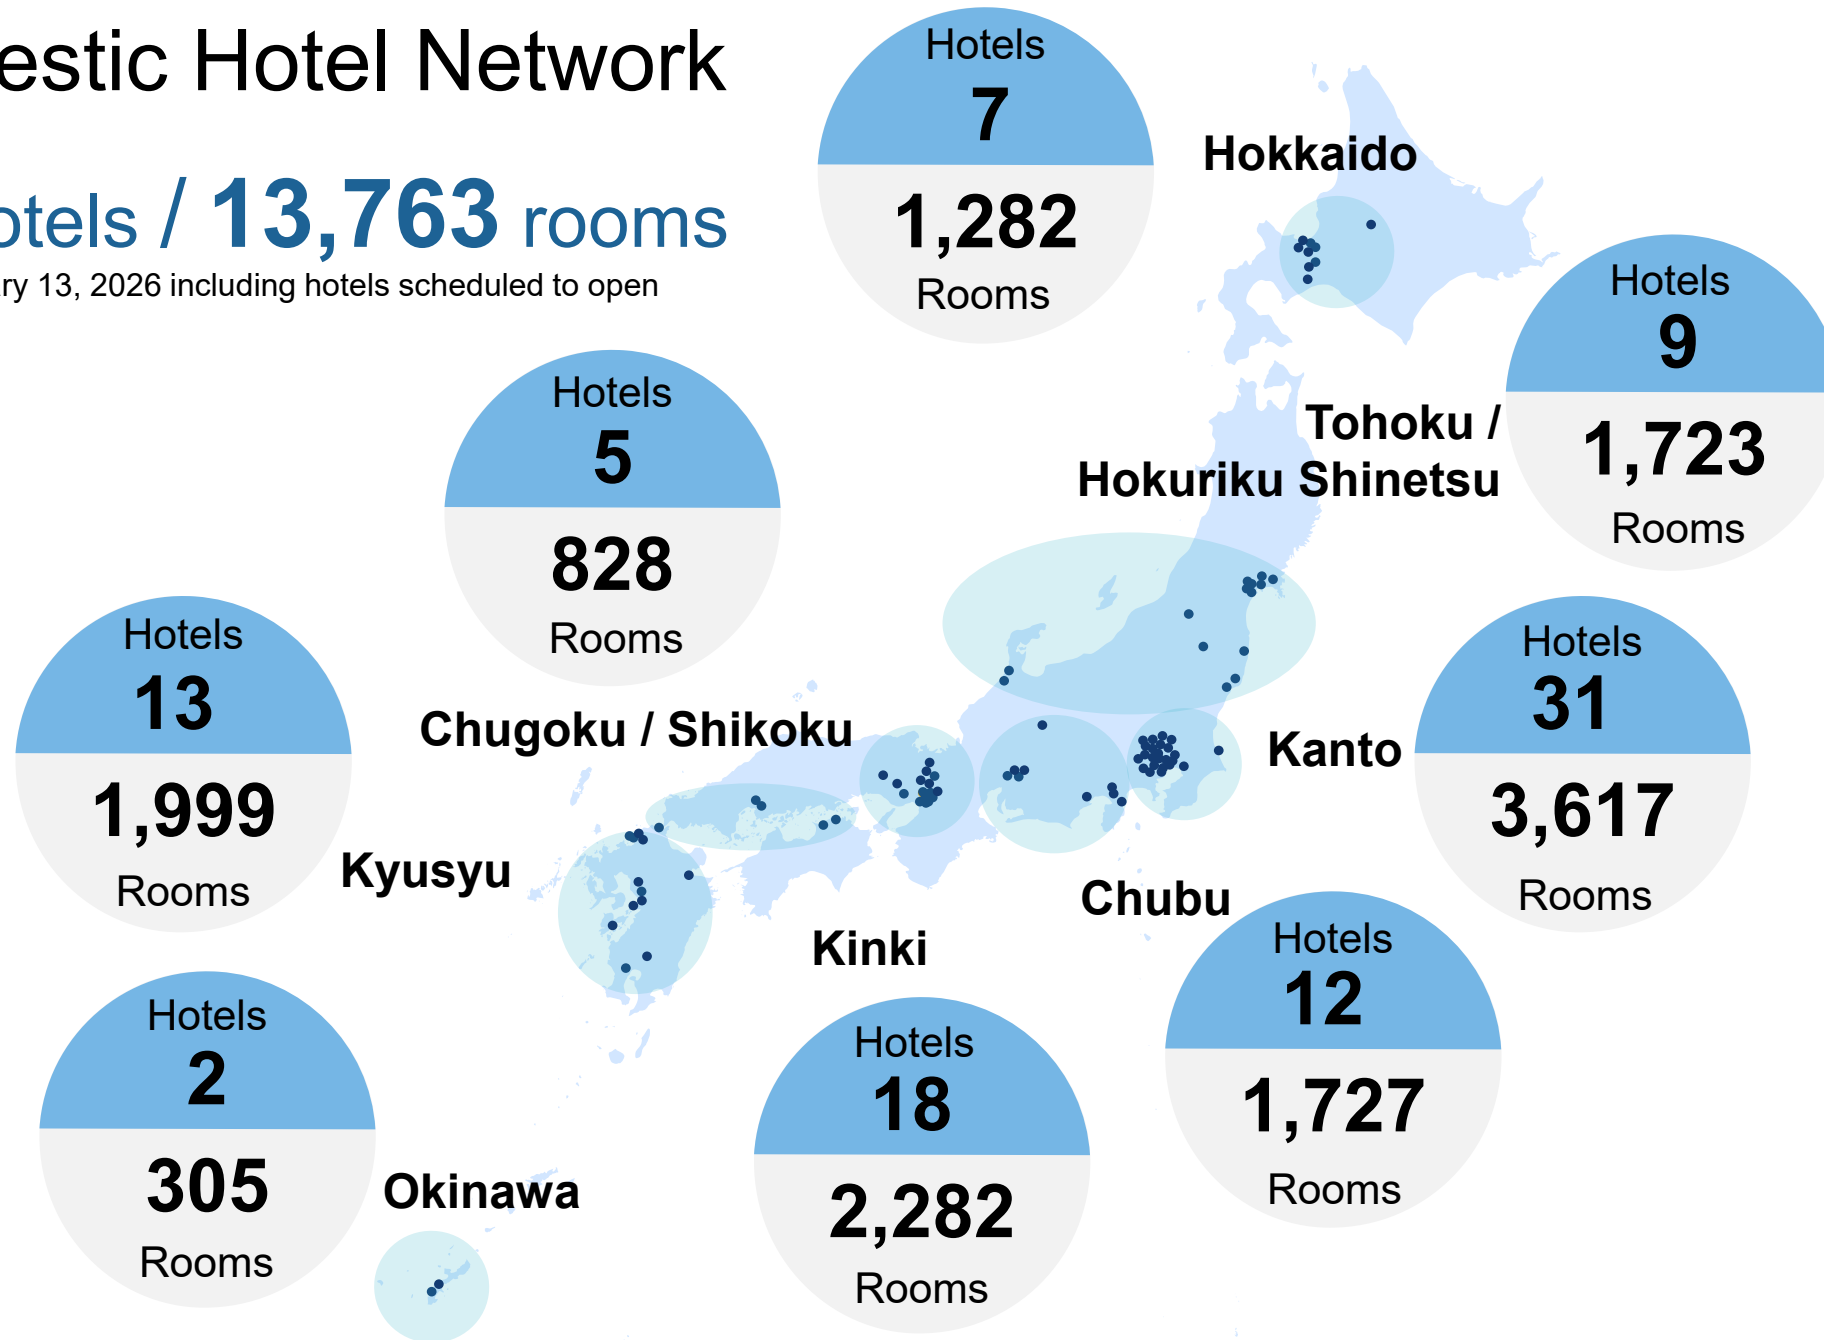 estic Hotel Network
otels / 13,763 rooms
ry 13, 2026 including hotels scheduled to open
Hotels
7
1,282
Rooms
Hokkaido
Hotels
9
1,723
Rooms
Tohoku /
Hokuriku Shinetsu
Hotels
5
828
Rooms
Chugoku / Shikoku
Hotels
13
1,999
Rooms
Kyusyu
Hotels
31
3,617
Rooms
Kanto
Chubu
Hotels
12
1,727
Rooms
Kinki
Hotels
18
2,282
Rooms
Hotels
2
305
Rooms
Okinawa